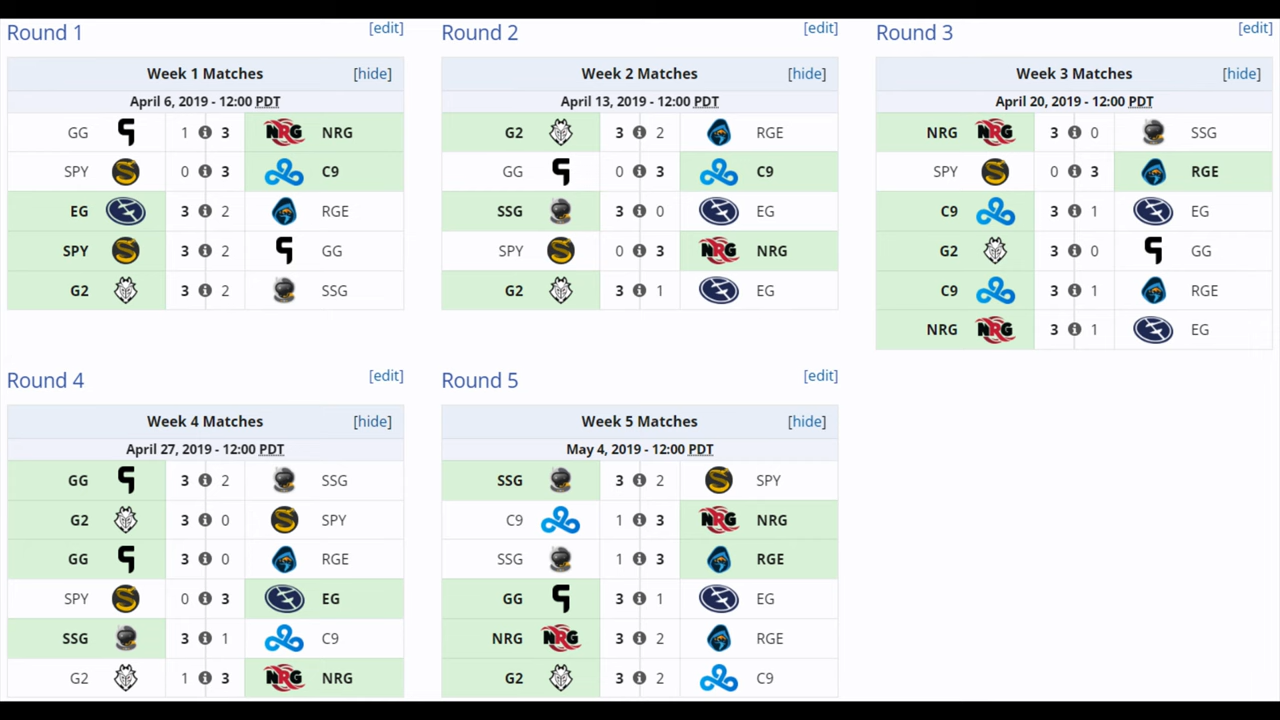 Round 1 [edit]
Week 1 Matches [hide]
April 6, 2019 - 12:00 PDT
GG 1 3 NRG NRG
SPY 0 3 C9
EG 3 2 RGE
SPY 3 2 GG
G2 3 2 SSG
Round 2 [edit]
Week 2 Matches [hide]
April 13, 2019 - 12:00 PDT
G2 3 2 RGE
GG 0 3 C9
SSG 3 0 EG
SPY 0 3 NRG NRG
G2 3 1 EG
Round 3 [edit]
Week 3 Matches [hide]
April 20, 2019 - 12:00 PDT
NRG NRG 3 0 SSG
SPY 0 3 RGE
C9 3 1 EG
G2 3 0 GG
C9 3 1 RGE
NRG NRG 3 1 EG
Round 4 [edit]
Week 4 Matches [hide]
April 27, 2019 - 12:00 PDT
GG 3 2 SSG
G2 3 0 SPY
GG 3 0 RGE
SPY 0 3 EG
SSG 3 1 C9
G2 1 3 NRG NRG
Round 5 [edit]
Week 5 Matches [hide]
May 4, 2019 - 12:00 PDT
SSG 3 2 SPY
C9 1 3 NRG NRG
SSG 1 3 RGE
GG 3 1 EG
NRG NRG 3 2 RGE
G2 3 2 C9